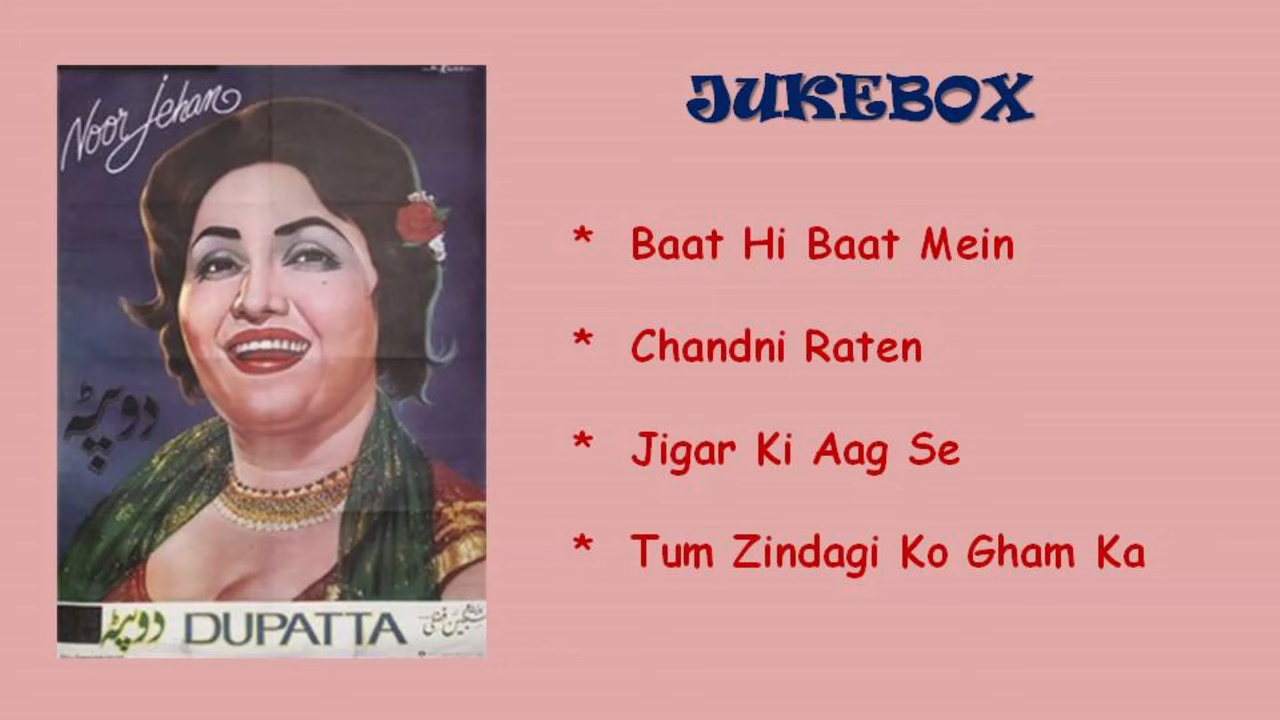 Noor Jehan
دوپٹہ
دوپٹہ DUPATTA
JUKEBOX
* Baat Hi Baat Mein
* Chandni Raten
* Jigar Ki Aag Se
* Tum Zindagi Ko Gham Ka